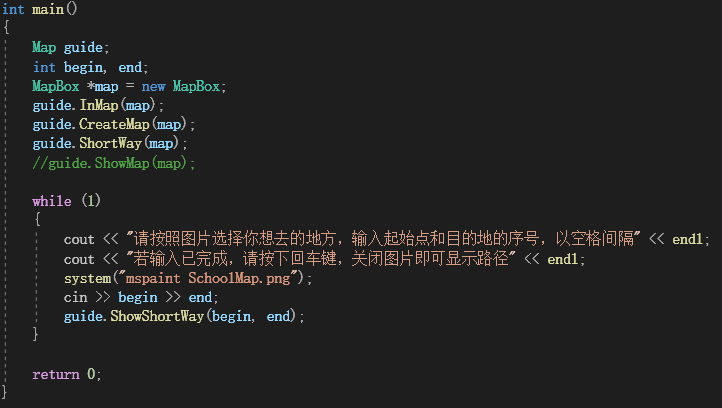 int main()
{
Map guide;
int begin, end;
MapBox *map = new MapBox;
guide.InMap(map);
guide.CreateMap(map);
guide.ShortWay(map);
//guide.ShowMap(map);
while (1)
{
cout << "请按照图片选择你想去的地方，输入起始点和目的地的序号，以空格间隔" << endl;
cout << "若输入已完成，请按下回车键，关闭图片即可显示路径" << endl;
system("mspaint SchoolMap.png");
cin >> begin >> end;
guide.ShowShortWay(begin, end);
}
return 0;
}